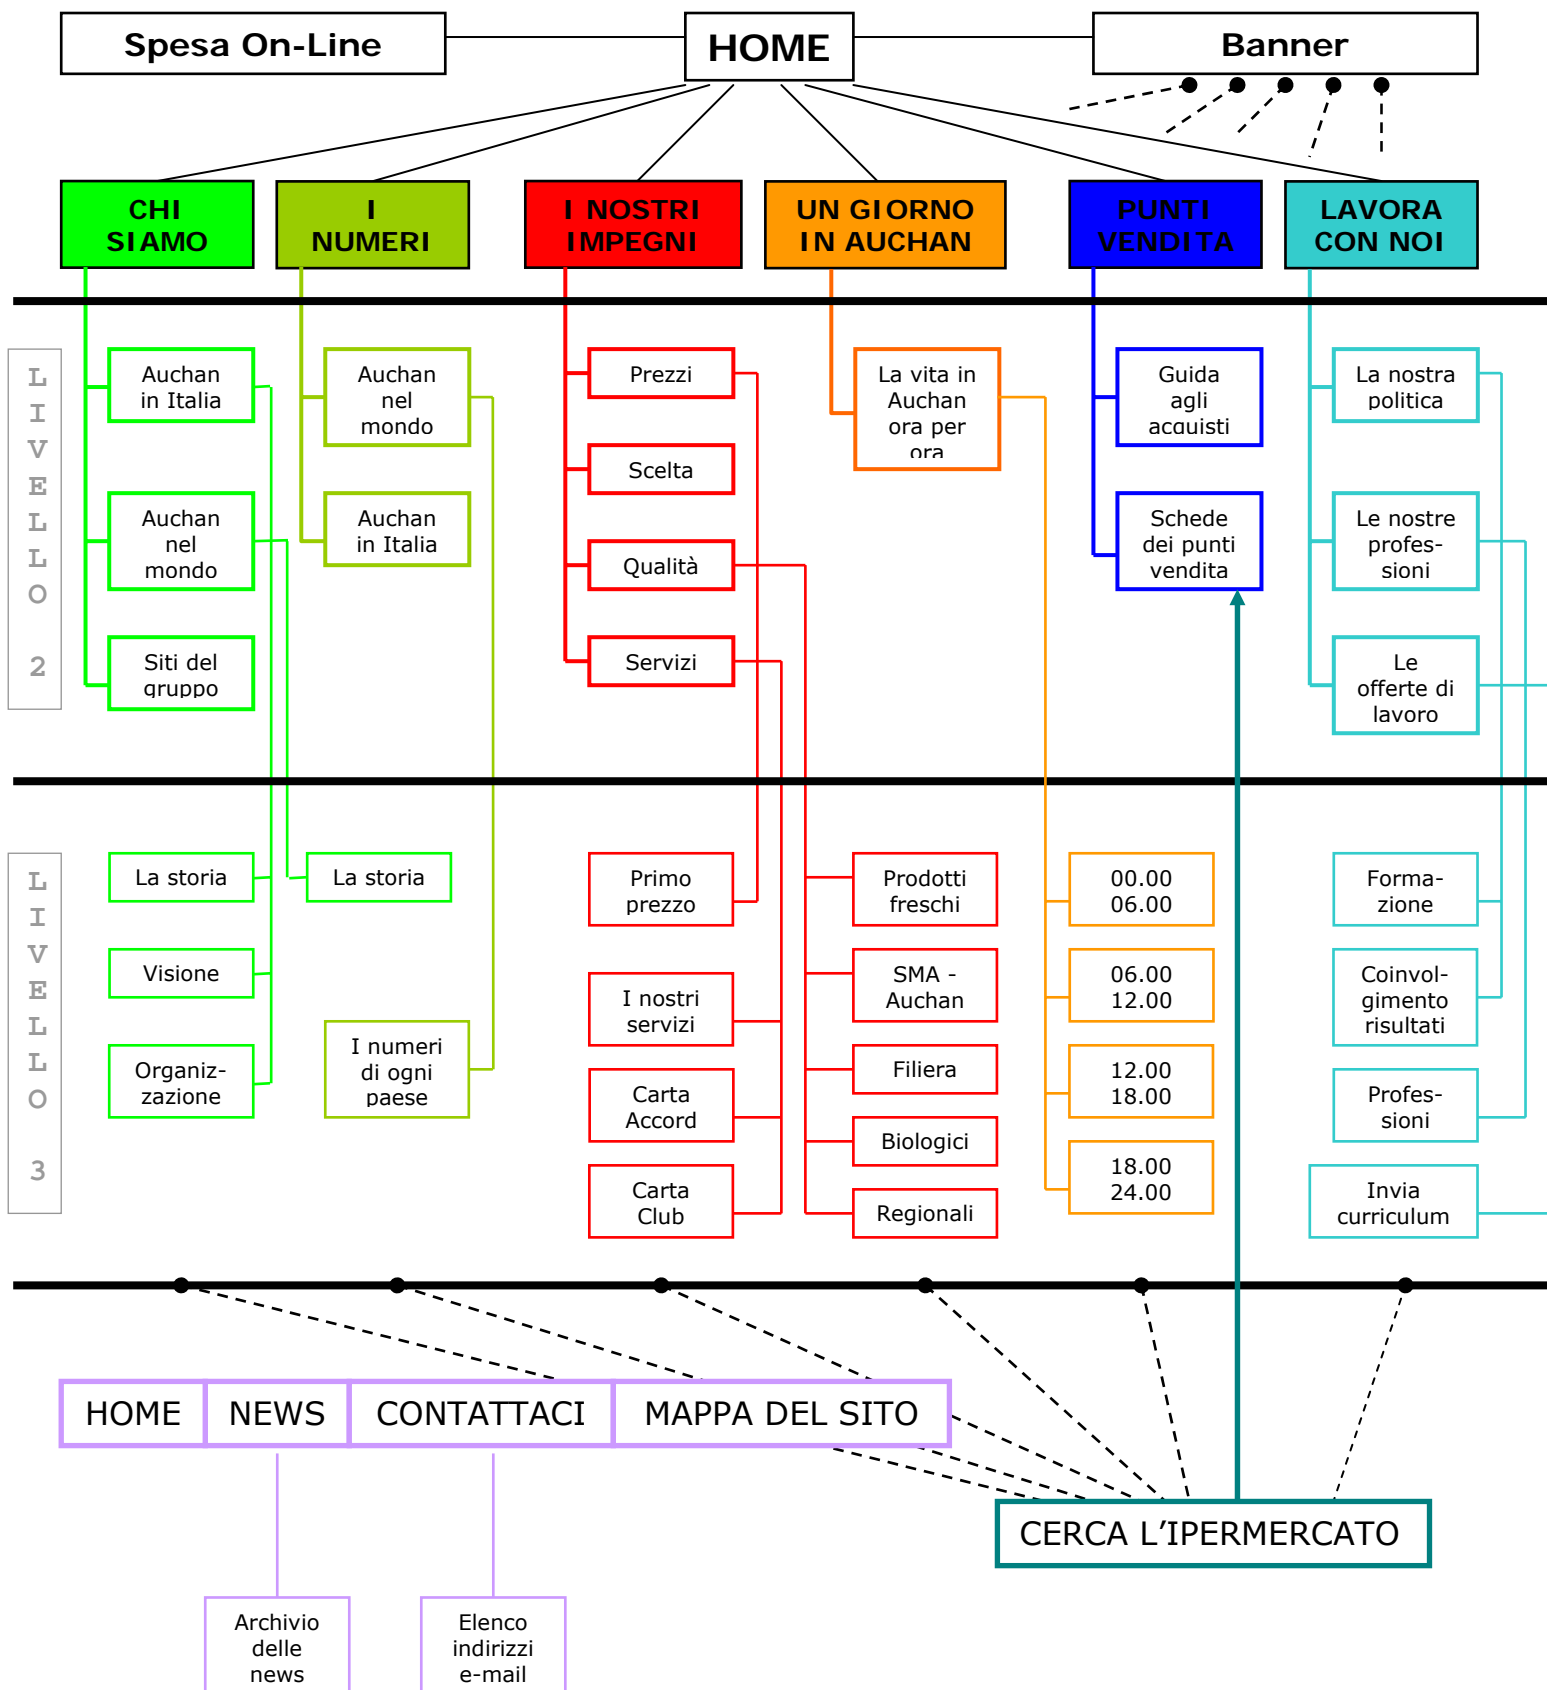 Spesa On-Line
HOME
Banner
CHI
SIAMO
I
NUMERI
I NOSTRI
IMPEGNI
UN GIORNO
IN AUCHAN
PUNTI
VENDITA
LAVORA
CON NOI
LIVELLO 2
Auchan
in Italia
Auchan
nel
mondo
Siti del
gruppo
Auchan
nel
mondo
Auchan
in Italia
Prezzi
Scelta
Qualità
Servizi
La vita in
Auchan
ora per
ora
Guida
agli
acquisti
Schede
dei punti
vendita
La nostra
politica
Le nostre
profes-
sioni
Le
offerte di
lavoro
LIVELLO 3
La storia
Visione
Organiz-
zazione
La storia
I numeri
di ogni
paese
Primo
prezzo
I nostri
servizi
Carta
Accord
Carta
Club
Prodotti
freschi
SMA -
Auchan
Filiera
Biologici
Regionali
00.00
06.00
06.00
12.00
12.00
18.00
18.00
24.00
Forma-
zione
Coinvol-
gimento
risultati
Profes-
sioni
Invia
curriculum
HOME
NEWS
CONTATTACI
MAPPA DEL SITO
CERCA L'IPERMERCATO
Archivio
delle
news
Elenco
indirizzi
e-mail